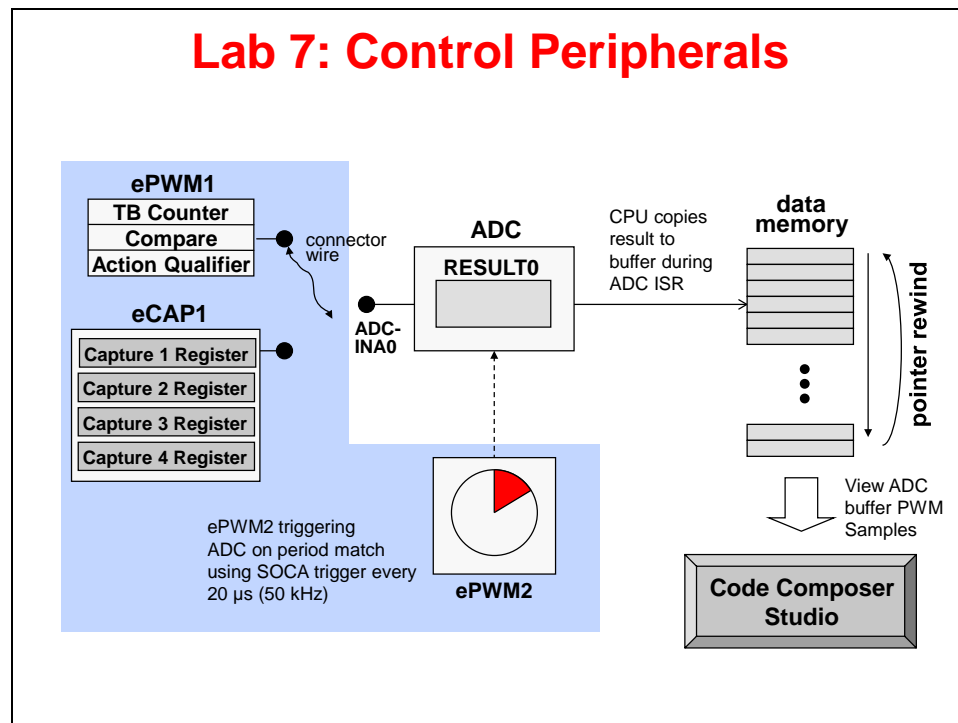 Lab 7: Control Peripherals
ePWM1
TB Counter
Compare
Action Qualifier
connector
wire
eCAP1
Capture 1 Register
Capture 2 Register
Capture 3 Register
Capture 4 Register
ADC-
INA0
ADC
RESULT0
CPU copies
result to
buffer during
ADC ISR
data
memory
pointer rewind
ePWM2 triggering
ADC on period match
using SOCA trigger every
20 µs (50 kHz)
ePWM2
View ADC
buffer PWM
Samples
Code Composer
Studio